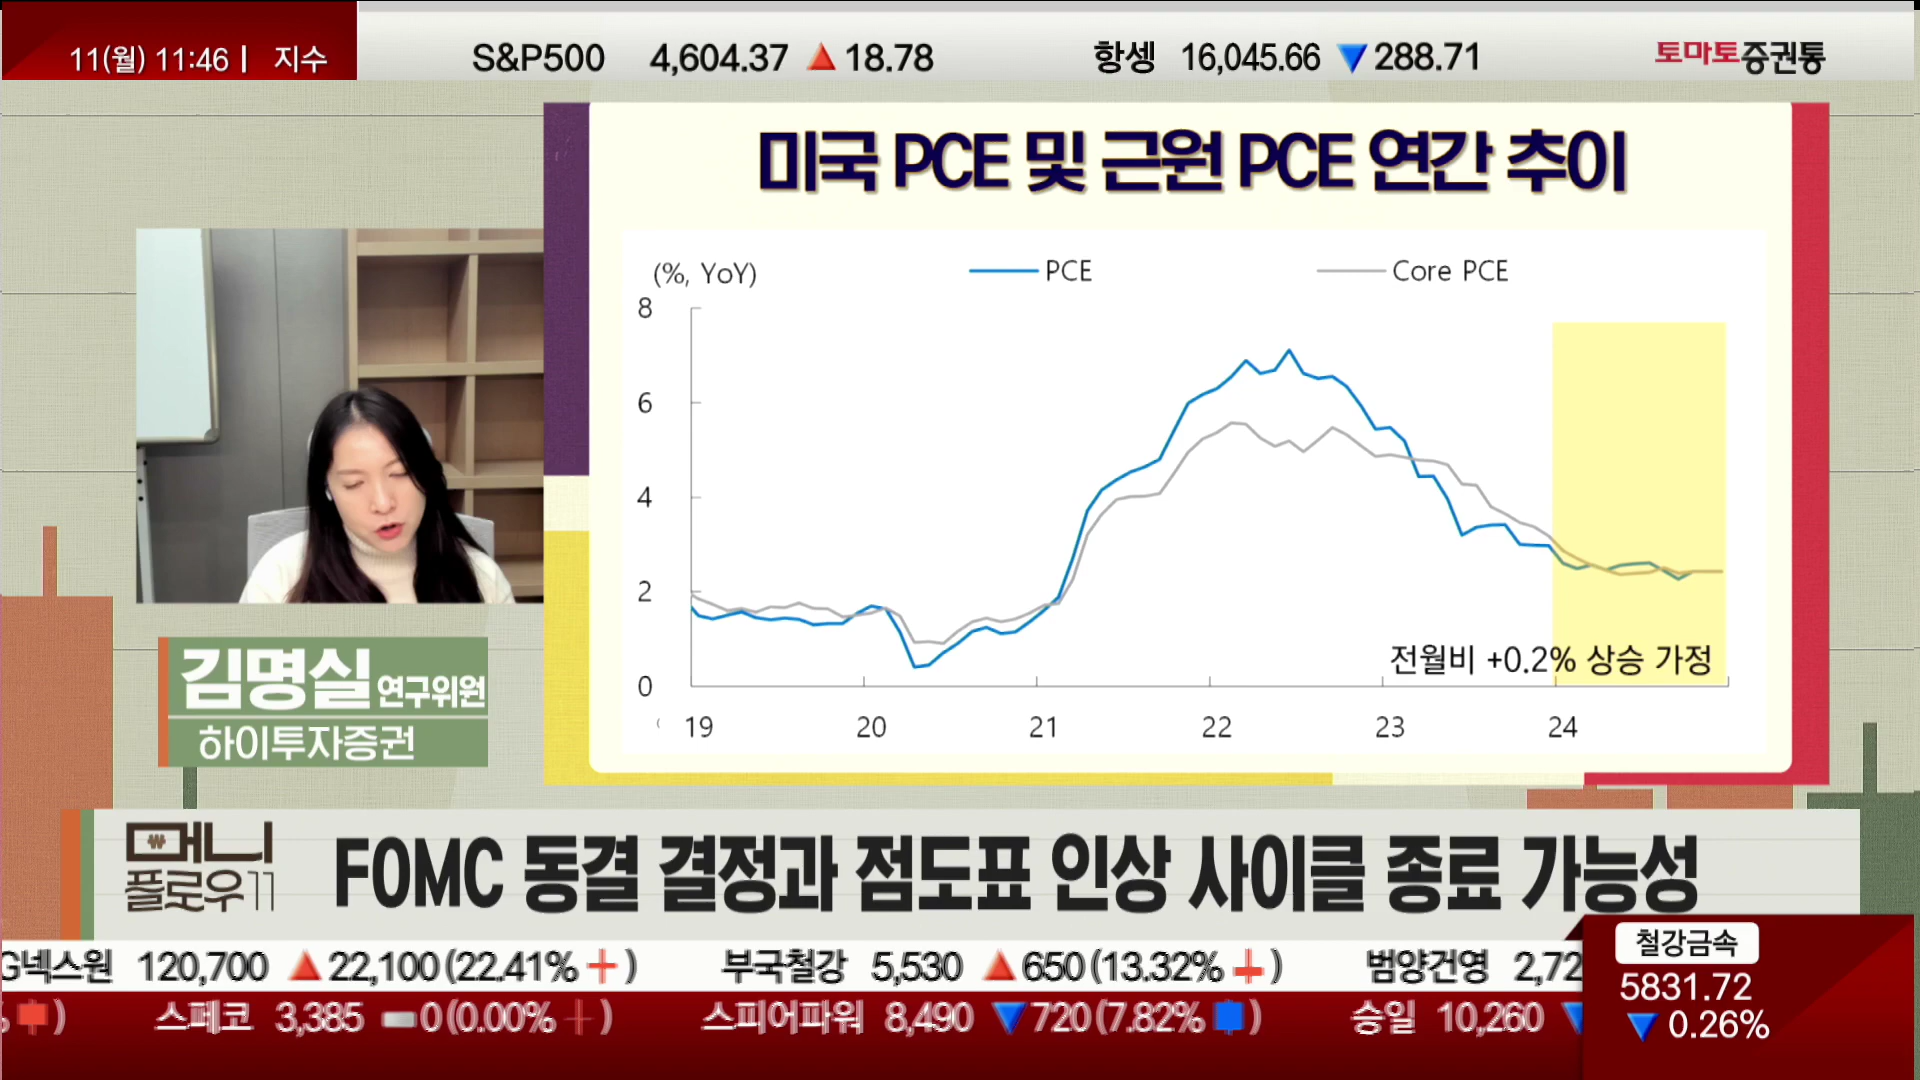 11(월) 11:46 | 지수
S&P500 4,604.37 ▲ 18.78 항셍 16,045.66 ▼ 288.71
토마토증권통
미국 PCE 및 근원 PCE 연간 추이
(%, YoY)
PCE
Core PCE
8
6
4
2
0
19 20 21 22 23 24
전월비 +0.2% 상승 가정
김명실 연구위원
하이투자증권
머니
플로우11
FOMC 동결 결정과 점도표 인상 사이클 종료 가능성
G넥스원 120,700 ▲ 22,100(22.41% + ) 부국철강 5,530 ▲ 650(13.32% + ) 범양건영 2,72
% ) 스페코 3,385 0(0.00% + ) 스피어파워 8,490 ▼ 720(7.82% ) 승일 10,260 ▼
철강금속
5831.72
▼ 0.26%